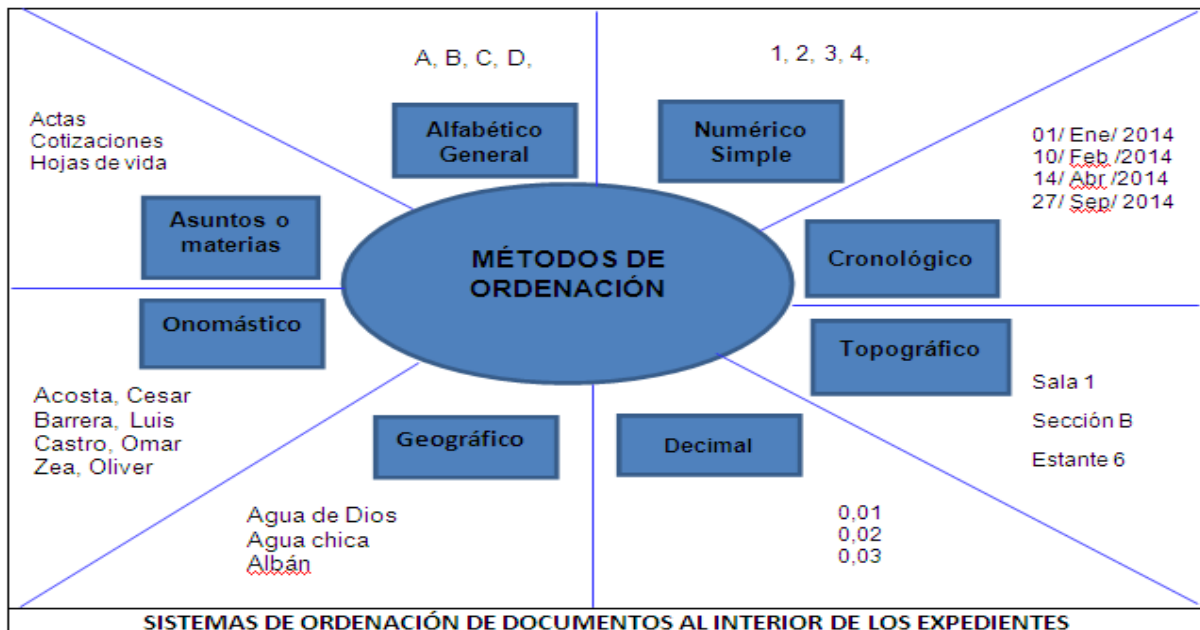 A, B, C, D,
Alfabético
General
1, 2, 3, 4,
Numérico
Simple
01/ Ene/ 2014
10/ Feb /2014
14/ Abr /2014
27/ Sep/ 2014
Cronológico
Topográfico
Sala 1
Sección B
Estante 6
Decimal
0,01
0,02
0,03
Geográfico
Agua de Dios
Agua chica
Albán
Onomástico
Acosta, Cesar
Barrera, Luis
Castro, Omar
Zea, Oliver
Actas
Cotizaciones
Hojas de vida
Asuntos o
materias
MÉTODOS DE
ORDENACIÓN
SISTEMAS DE ORDENACIÓN DE DOCUMENTOS AL INTERIOR DE LOS EXPEDIENTES